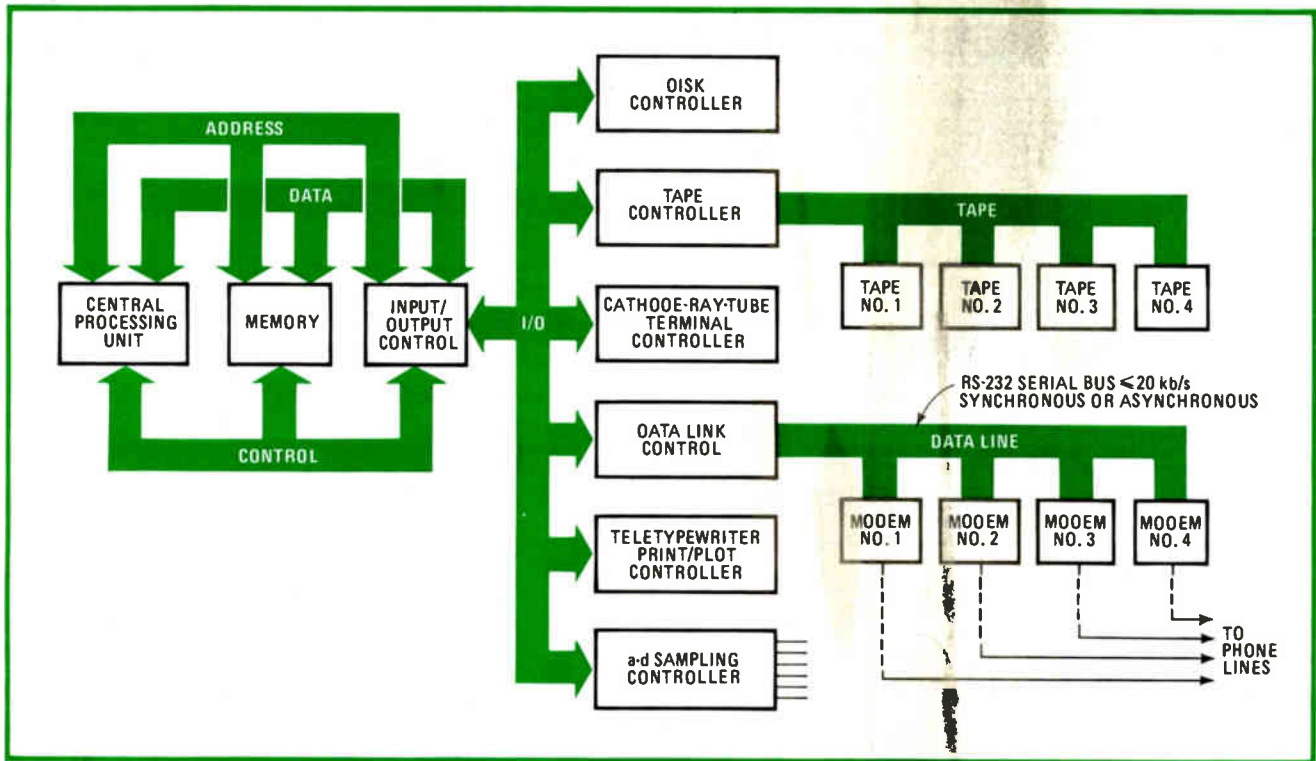 ADDRESS
DATA
CENTRAL
PROCESSING
UNIT
MEMORY
INPUT/
OUTPUT
CONTROL
CONTROL
I/O
OISK
CONTROLLER
TAPE
CONTROLLER
TAPE
TAPE
NO. 1
TAPE
NO. 2
TAPE
NO. 3
TAPE
NO. 4
CATHOOE-RAY-TUBE
TERMINAL
CONTROLLER
RS-232 SERIAL BUS ⩽20 kb/s
SYNCHRONOUS OR ASYNCHRONOUS
OATA LINK
CONTROL
DATA LINE
MODEM
NO. 1
MOOEM
NO. 2
MOOEM
NO. 3
MOOEM
NO. 4
TELETYPEWRITER
PRINT/PLOT
CONTROLLER
a-d SAMPLING
CONTROLLER
TO
PHONE
LINES